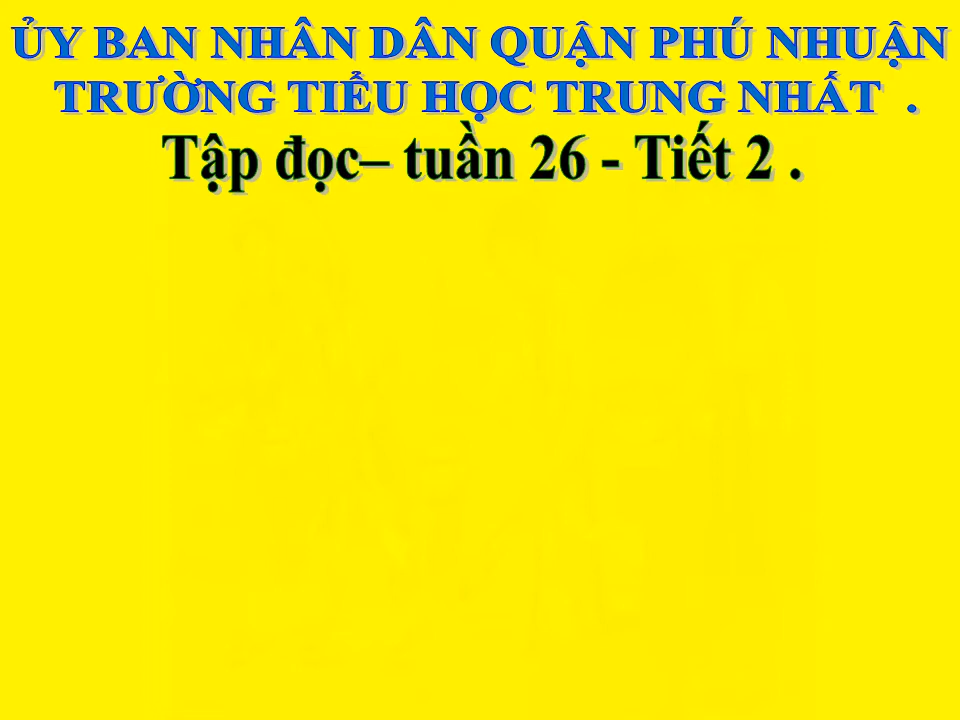 ỦY BAN NHÂN DÂN QUẬN PHÚ NHUẬN
TRƯỜNG TIỂU HỌC TRUNG NHẤT .
Tập đọc– tuần 26 - Tiết 2 .